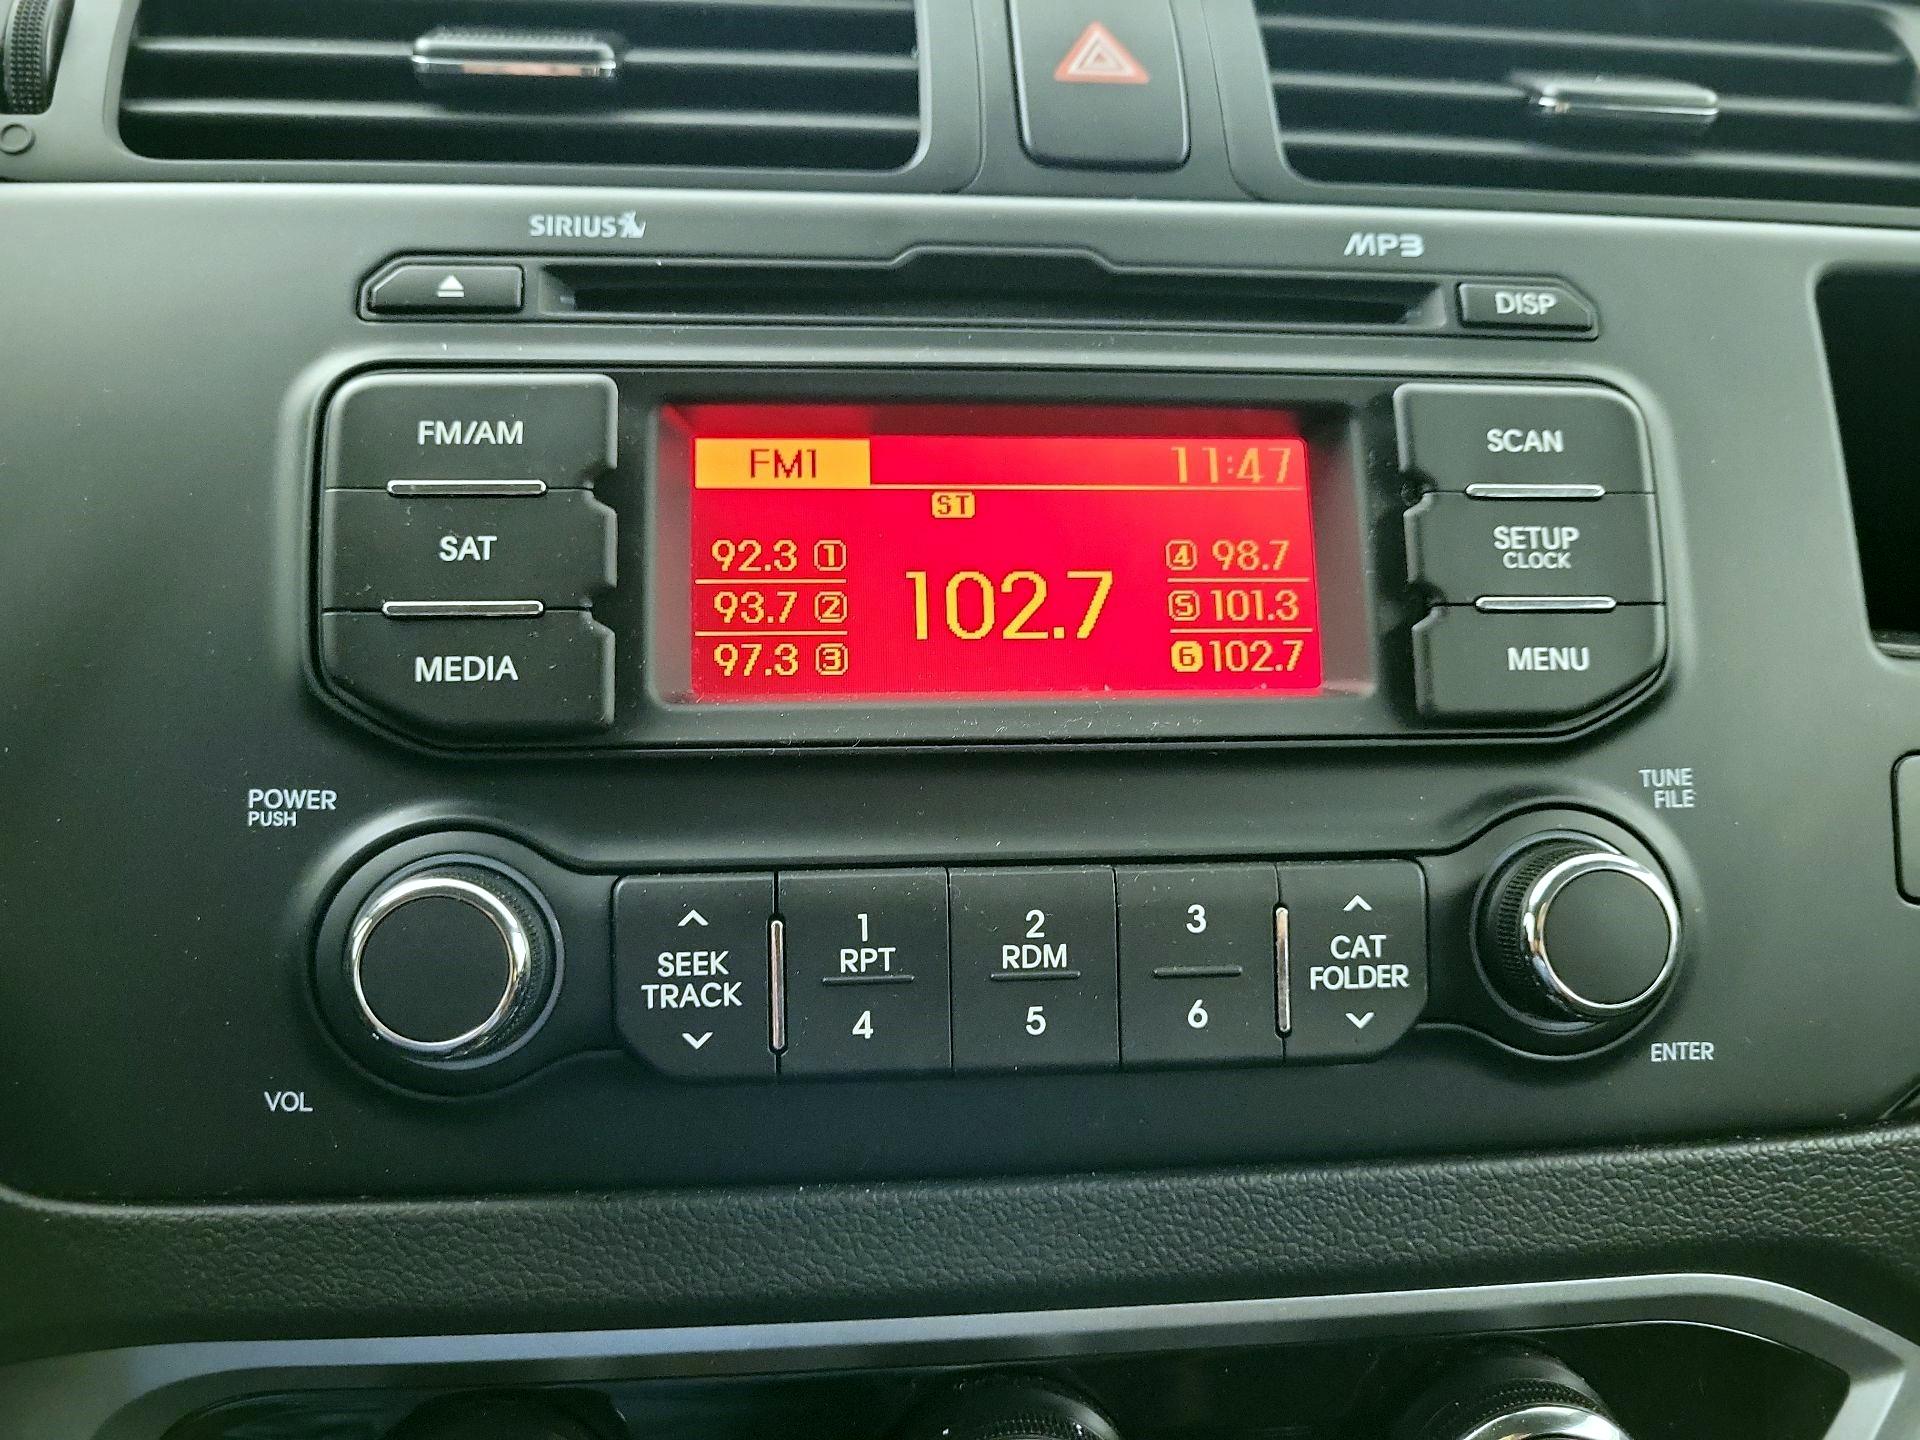 SIRIUS
MP3
DISP
FM/AM
SAT
MEDIA
FM1
11:47
ST
92.3 1
93.7 2
97.3 3
102.7
4 98.7
5 101.3
6 102.7
SCAN
SETUP
CLOCK
MENU
POWER
PUSH
VOL
SEEK
TRACK
1
RPT
4
2
RDM
5
3
6
CAT
FOLDER
TUNE
FILE
ENTER